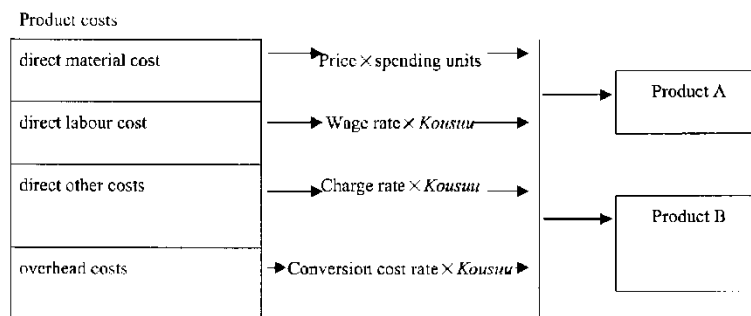 Product costs
direct material cost
Price × spending units
Product A
direct labour cost
Wage rate × Kousuu
direct other costs
Charge rate × Kousuu
Product B
overhead costs
Conversion cost rate × Kousuu